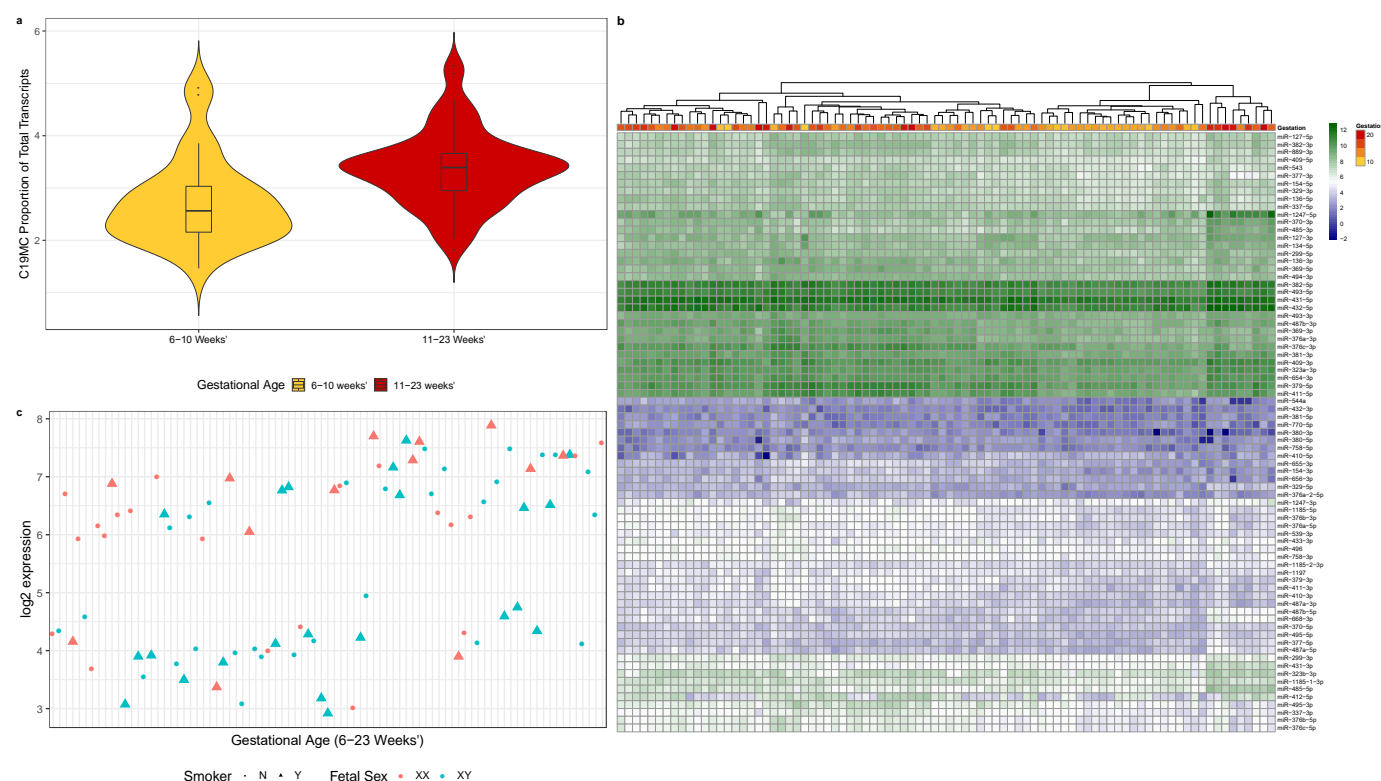 a
C19MC Proportion of Total Transcripts
6
4
2
6−10 Weeks'
11−23 Weeks'
Gestational Age
6−10 weeks'
11−23 weeks'
b
Gestation
miR−127−5p
miR−382−3p
miR−889−3p
miR−409−5p
miR−543
miR−377−3p
miR−154−5p
miR−329−3p
miR−136−5p
miR−337−5p
miR−1247−5p
miR−370−3p
miR−485−3p
miR−127−3p
miR−134−5p
miR−299−5p
miR−136−3p
miR−369−5p
miR−494−3p
miR−382−5p
miR−493−5p
miR−431−5p
miR−432−5p
miR−493−3p
miR−487b−3p
miR−369−3p
miR−376a−3p
miR−376c−3p
miR−381−3p
miR−409−3p
miR−323a−3p
miR−654−3p
miR−379−5p
miR−411−5p
miR−544a
miR−432−3p
miR−381−5p
miR−770−5p
miR−380−3p
miR−380−5p
miR−758−5p
miR−410−5p
miR−655−3p
miR−154−3p
miR−656−3p
miR−329−5p
miR−376a−2−5p
miR−1247−3p
miR−1185−5p
miR−376b−3p
miR−376a−5p
miR−539−3p
miR−433−3p
miR−496
miR−758−3p
miR−1185−2−3p
miR−1197
miR−379−3p
miR−411−3p
miR−410−3p
miR−487a−3p
miR−487b−5p
miR−668−3p
miR−370−5p
miR−495−5p
miR−377−5p
miR−487a−5p
miR−299−3p
miR−431−3p
miR−323b−3p
miR−1185−1−3p
miR−485−5p
miR−412−5p
miR−495−3p
miR−337−3p
miR−376b−5p
miR−376c−5p
12
10
8
6
4
2
0
−2
Gestatio
20
10
c
log2 expression
8
7
6
5
4
3
Gestational Age (6−23 Weeks')
Smoker N Y Fetal Sex XX XY